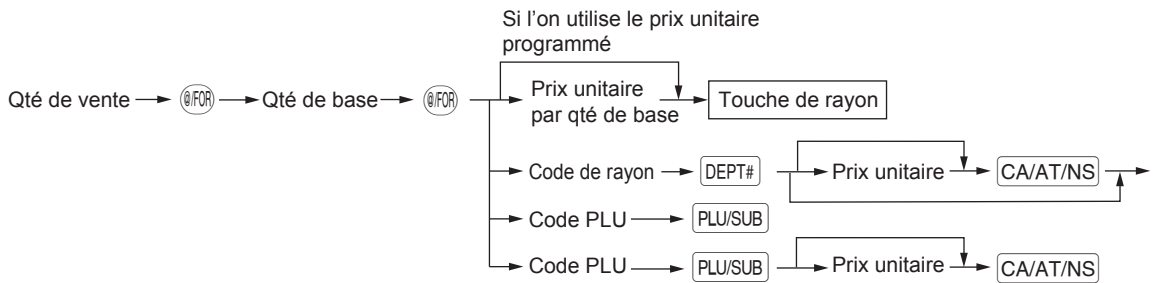 Si l'on utilise le prix unitaire
programmé
Qté de vente @/FOR Qté de base @/FOR Prix unitaire
par qté de base Touche de rayon
Code de rayon DEPT# Prix unitaire CA/AT/NS
Code PLU PLU/SUB
Code PLU PLU/SUB Prix unitaire CA/AT/NS